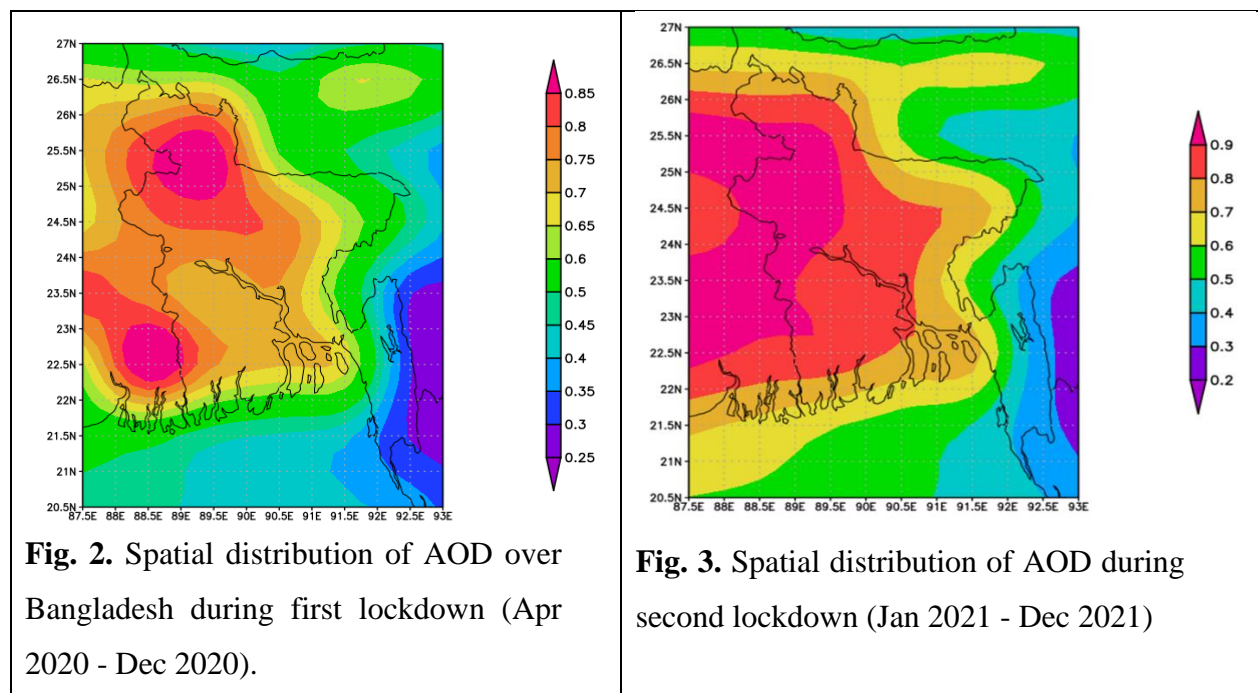 27N
26.5N
26N
25.5N
25N
24.5N
24N
23.5N
23N
22.5N
22N
21.5N
21N
20.5N
87.5E 88E 88.5E 89E 89.5E 90E 90.5E 91E 91.5E 92E 92.5E 93E
0.85
0.8
0.75
0.7
0.65
0.6
0.5
0.45
0.4
0.35
0.3
0.25
Fig. 2. Spatial distribution of AOD over
Bangladesh during first lockdown (Apr
2020 - Dec 2020).
27N
26.5N
26N
25.5N
25N
24.5N
24N
23.5N
23N
22.5N
22N
21.5N
21N
20.5N
87.5E 88E 88.5E 89E 89.5E 90E 90.5E 91E 91.5E 92E 92.5E 93E
0.9
0.8
0.7
0.6
0.5
0.4
0.3
0.2
Fig. 3. Spatial distribution of AOD during
second lockdown (Jan 2021 - Dec 2021)